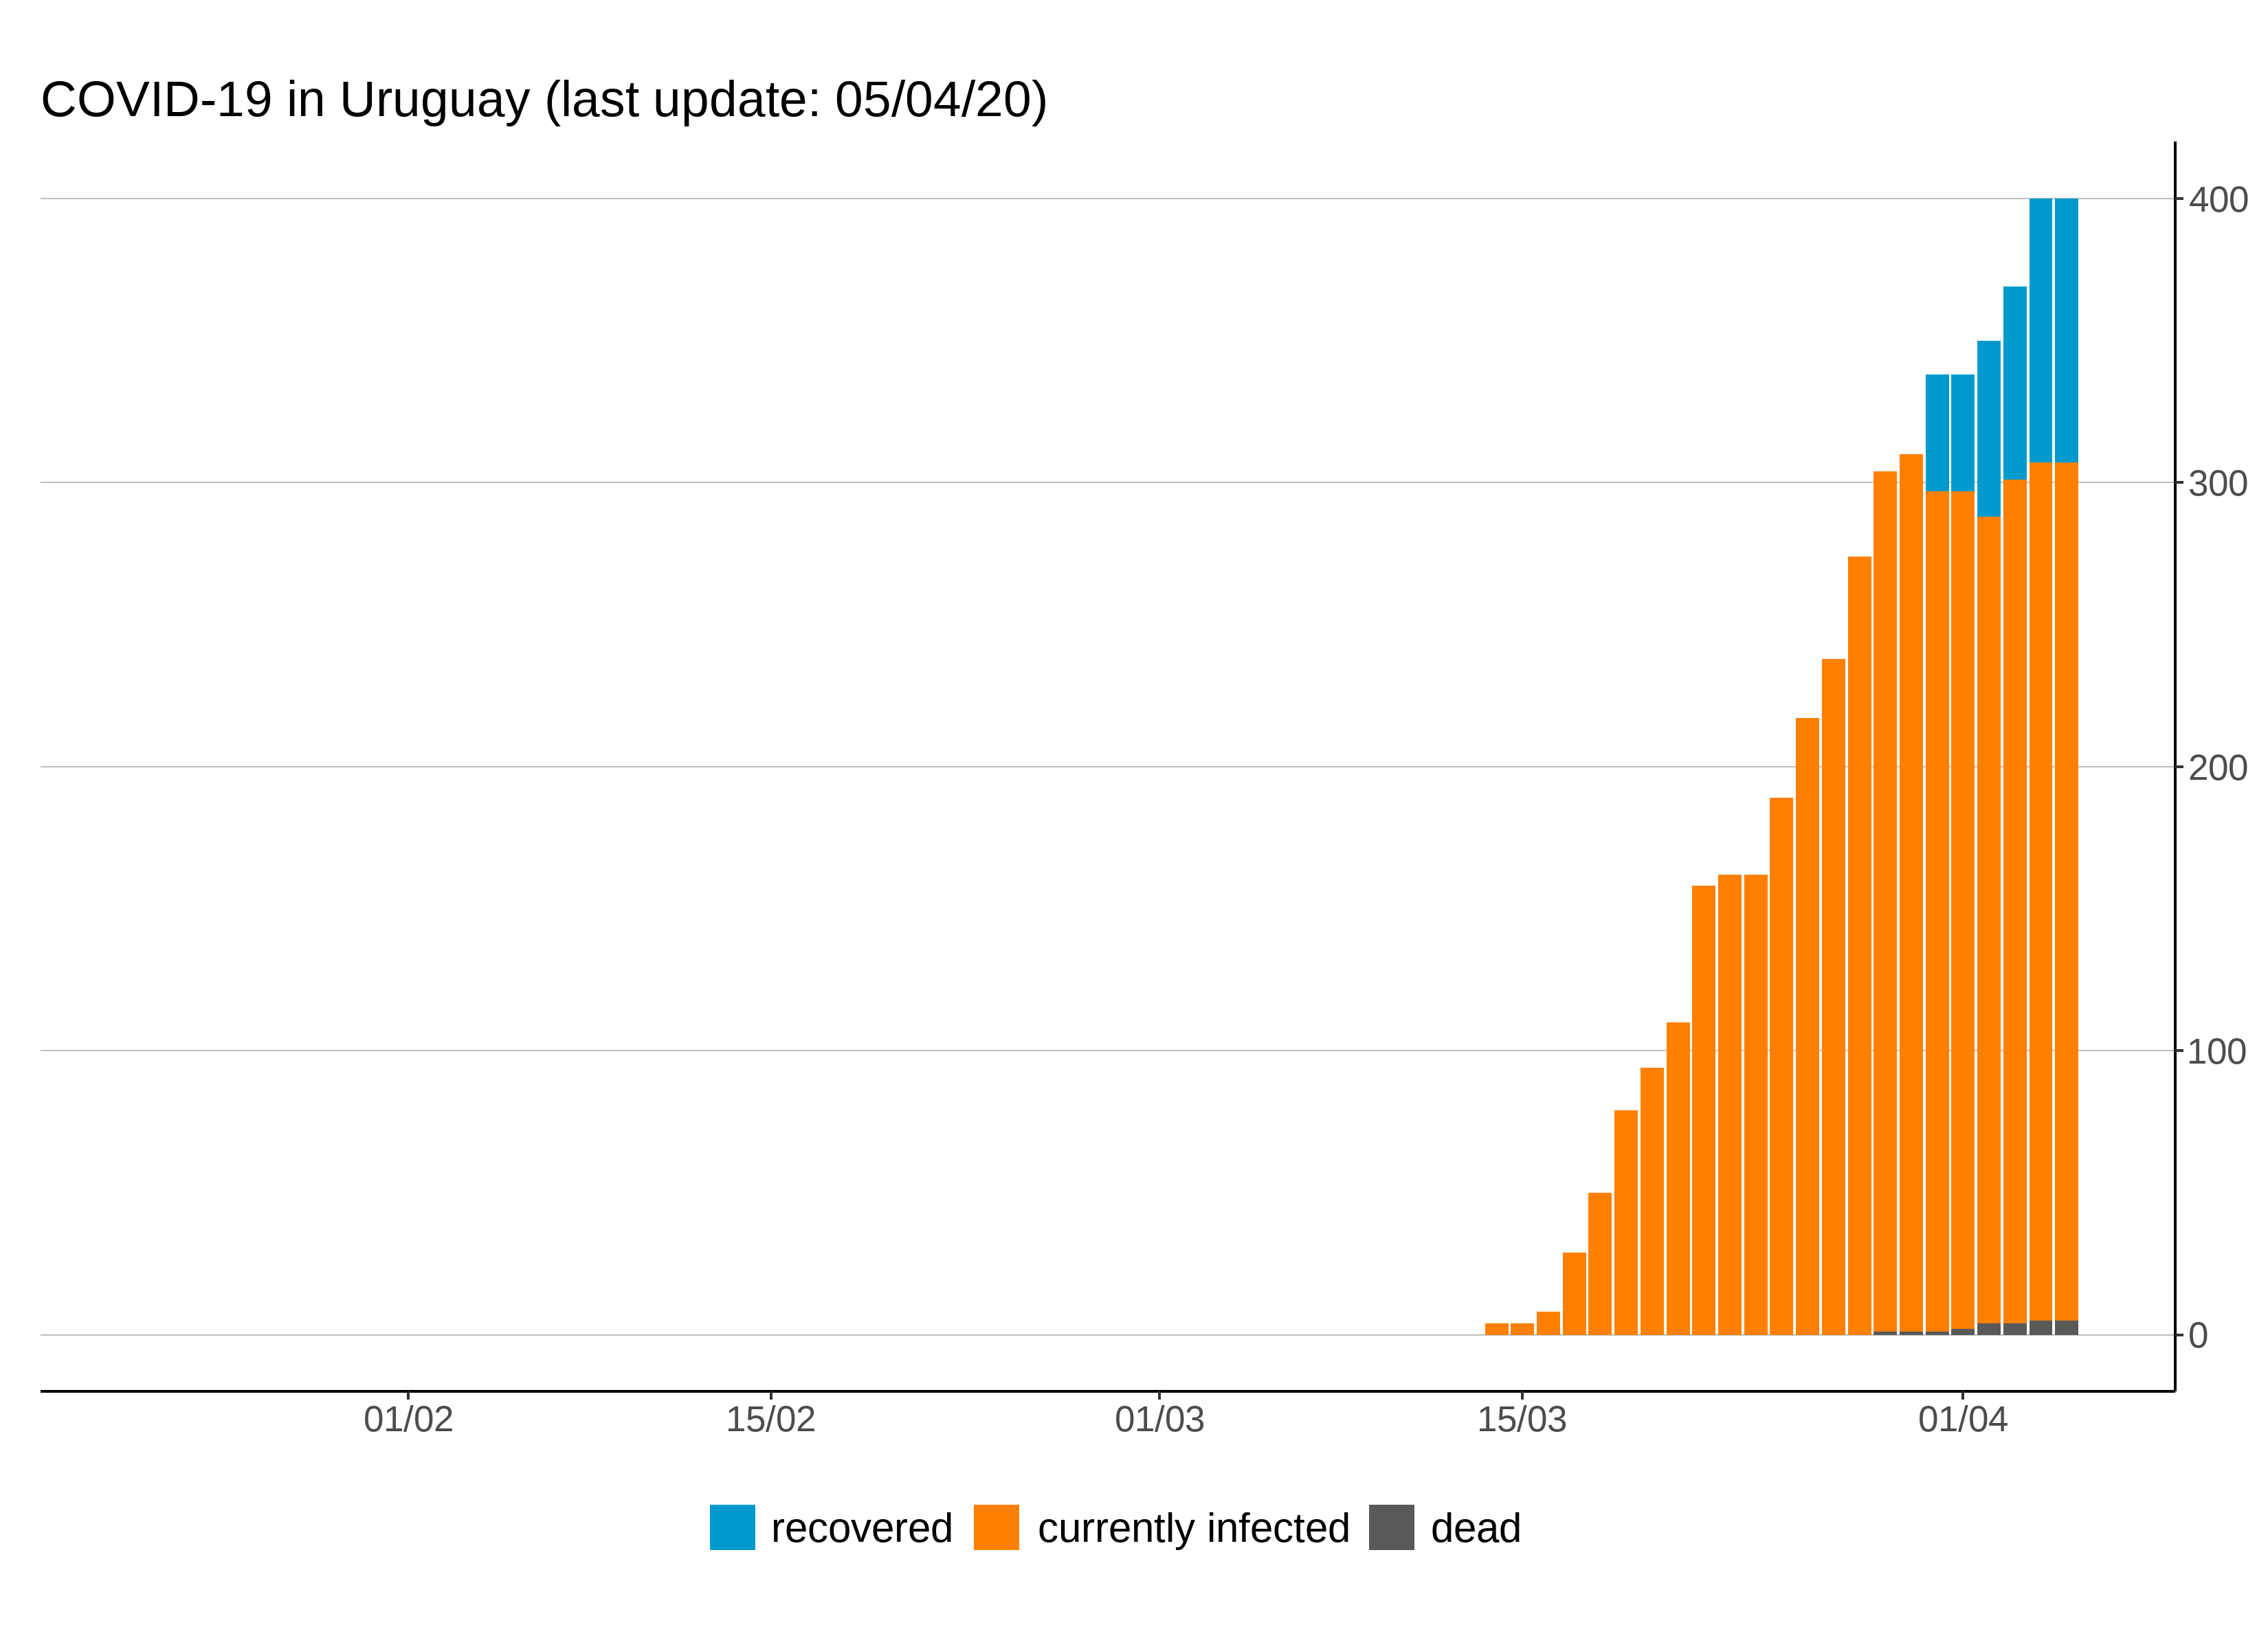 COVID-19 in Uruguay (last update: 05/04/20)
400
300
200
100
0
01/02 15/02 01/03 15/03 01/04
recovered currently infected dead